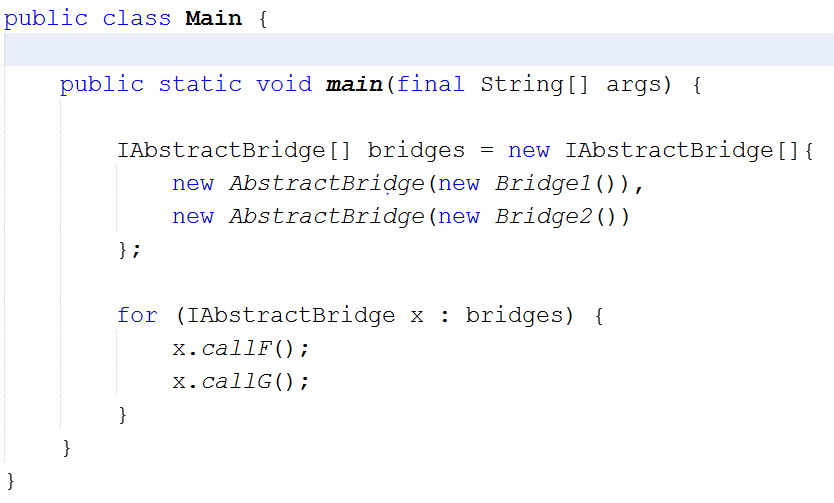 public class Main {
public static void main(final String[] args) {
IAbstractBridge[] bridges = new IAbstractBridge[]{
new AbstractBridge(new Bridge1()),
new AbstractBridge(new Bridge2())
};
for (IAbstractBridge x : bridges) {
x.callF();
x.callG();
}
}
}